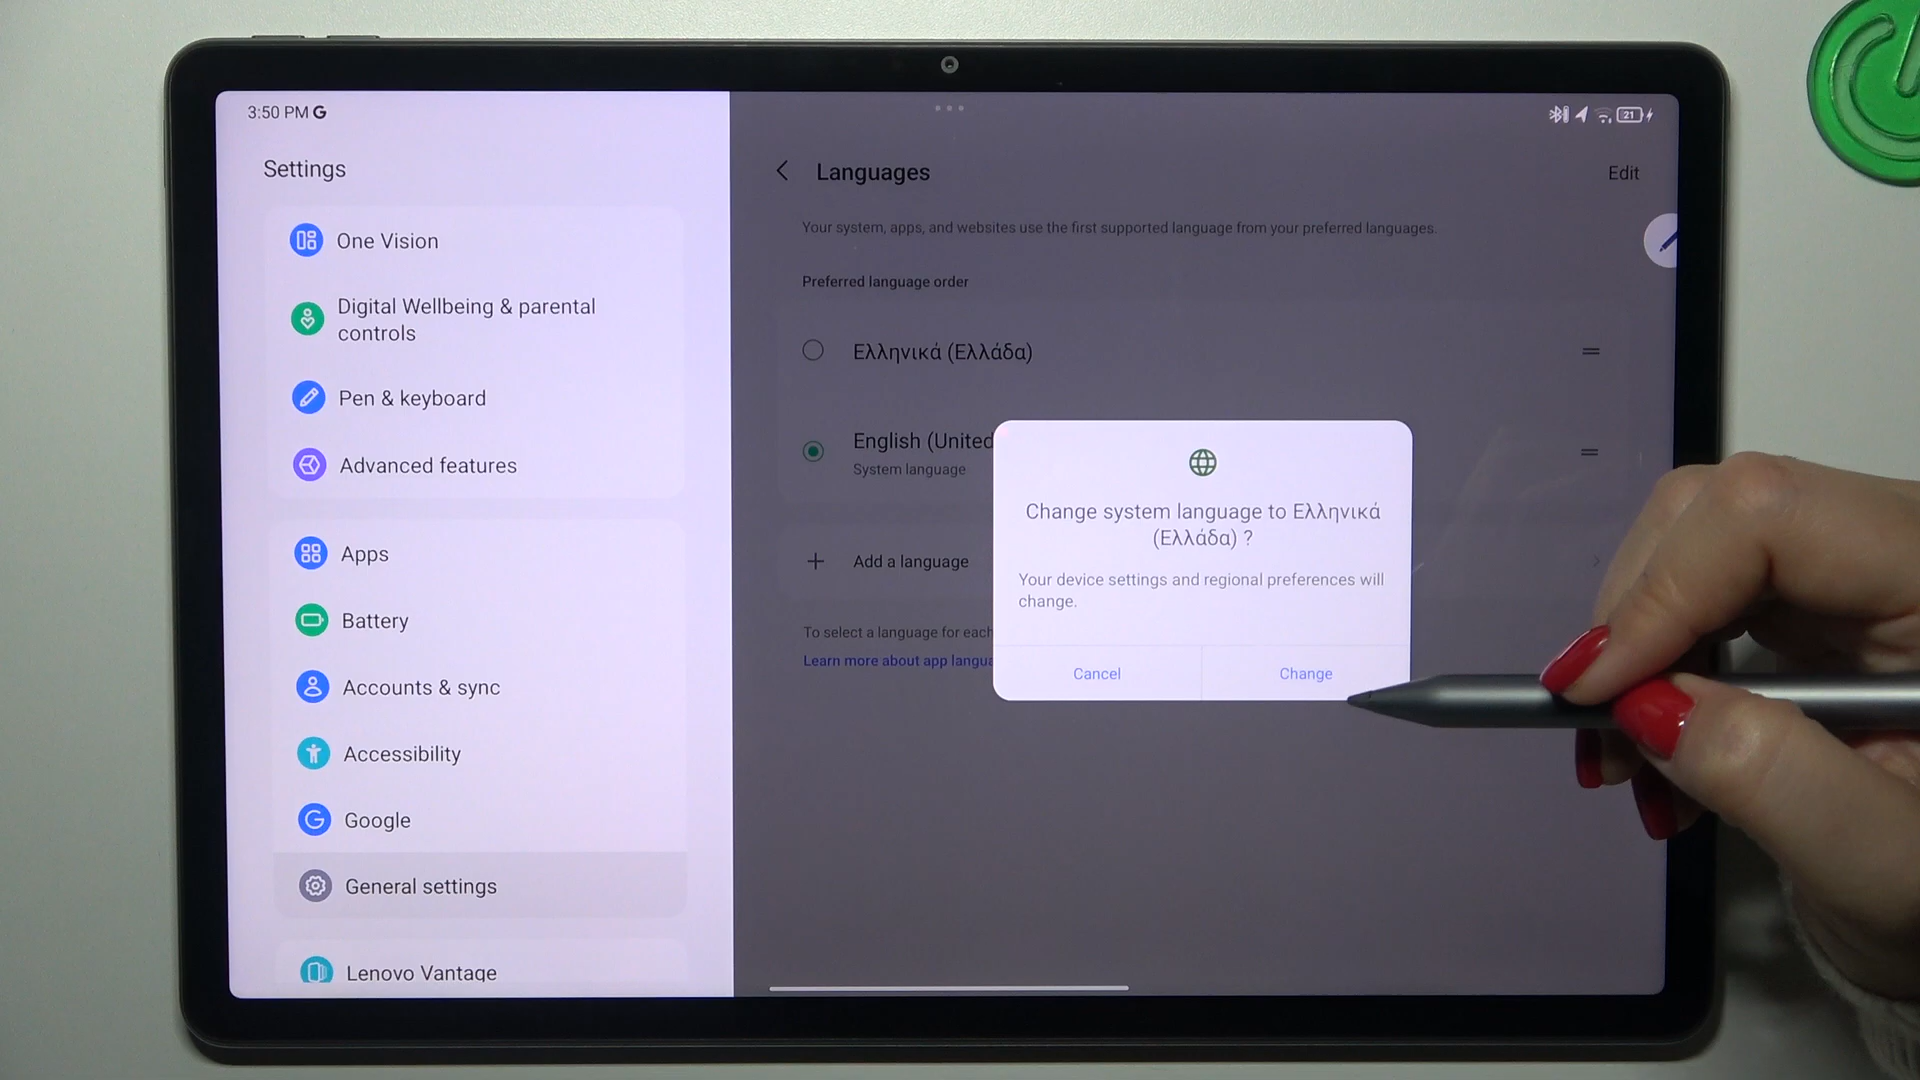 3:50 PM G
21
Settings
One Vision
Digital Wellbeing & parental
controls
Pen & keyboard
Advanced features
Apps
Battery
Accounts & sync
Accessibility
Google
General settings
Lenovo Vantage
Languages
Edit
Your system, apps, and websites use the first supported language from your preferred languages.
Preferred language order
Ελληνικά (Ελλάδα)
English (United
System language
Add a language
To select a language for each
Learn more about app
Change system language to Ελληνικά
(Ελλάδα) ?
Your device settings and regional preferences will
change.
Cancel
Change